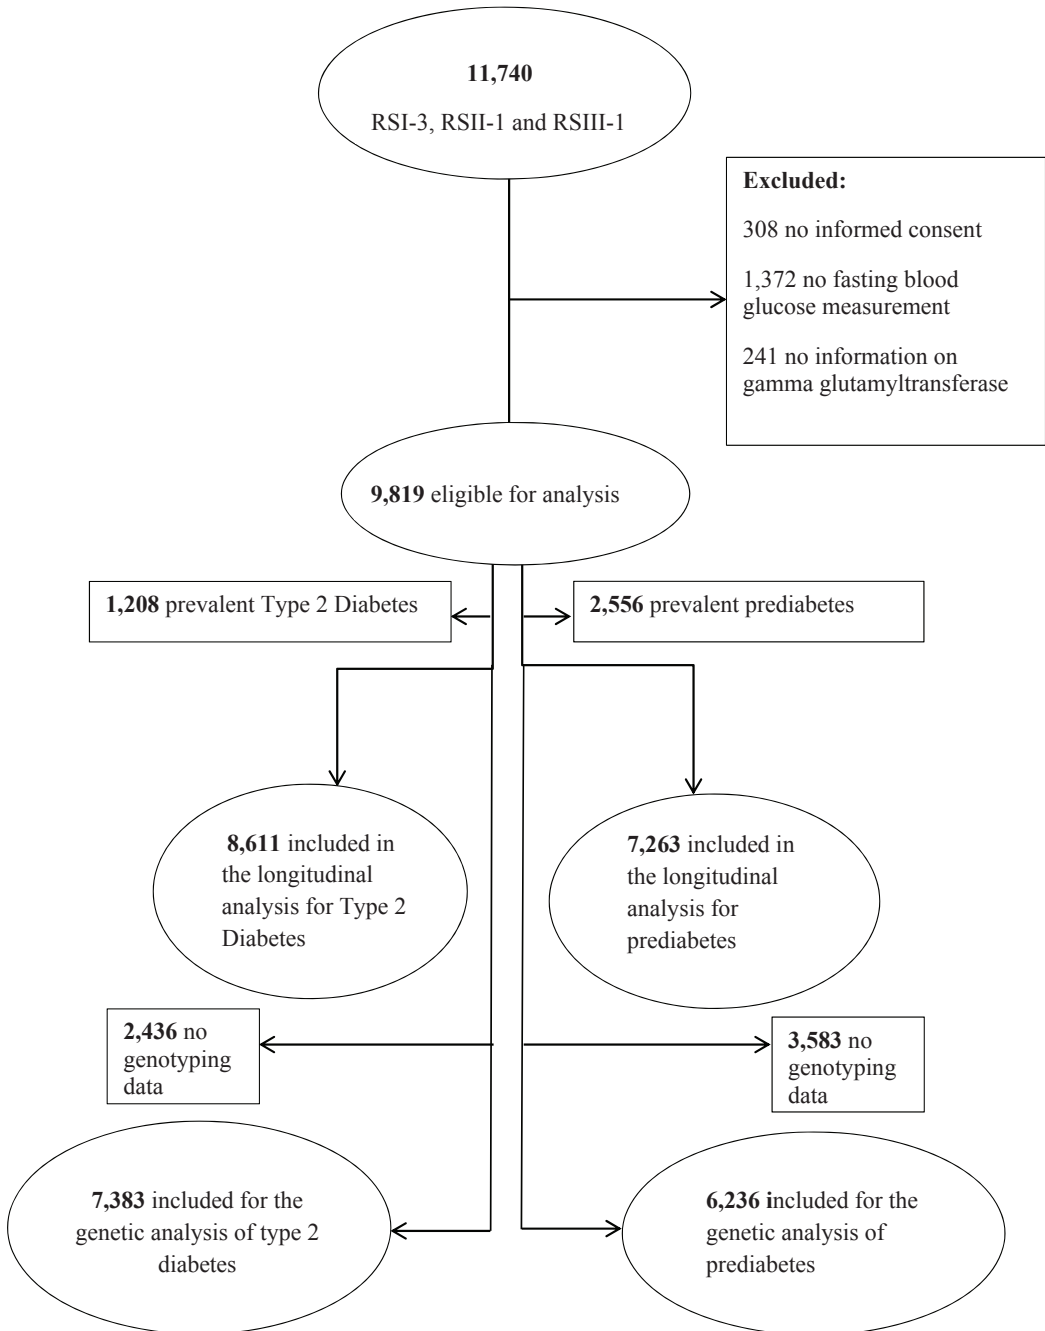 11,740
RSI-3, RSII-1 and RSIII-1
Excluded:
308 no informed consent
1,372 no fasting blood
glucose measurement
241 no information on
gamma glutamyltransferase
9,819 eligible for analysis
1,208 prevalent Type 2 Diabetes
2,556 prevalent prediabetes
8,611 included in
the longitudinal
analysis for Type 2
Diabetes
7,263 included in
the longitudinal
analysis for
prediabetes
2,436 no
genotyping
data
3,583 no
genotyping
data
7,383 included for the
genetic analysis of type 2
diabetes
6,236 included for the
genetic analysis of
prediabetes